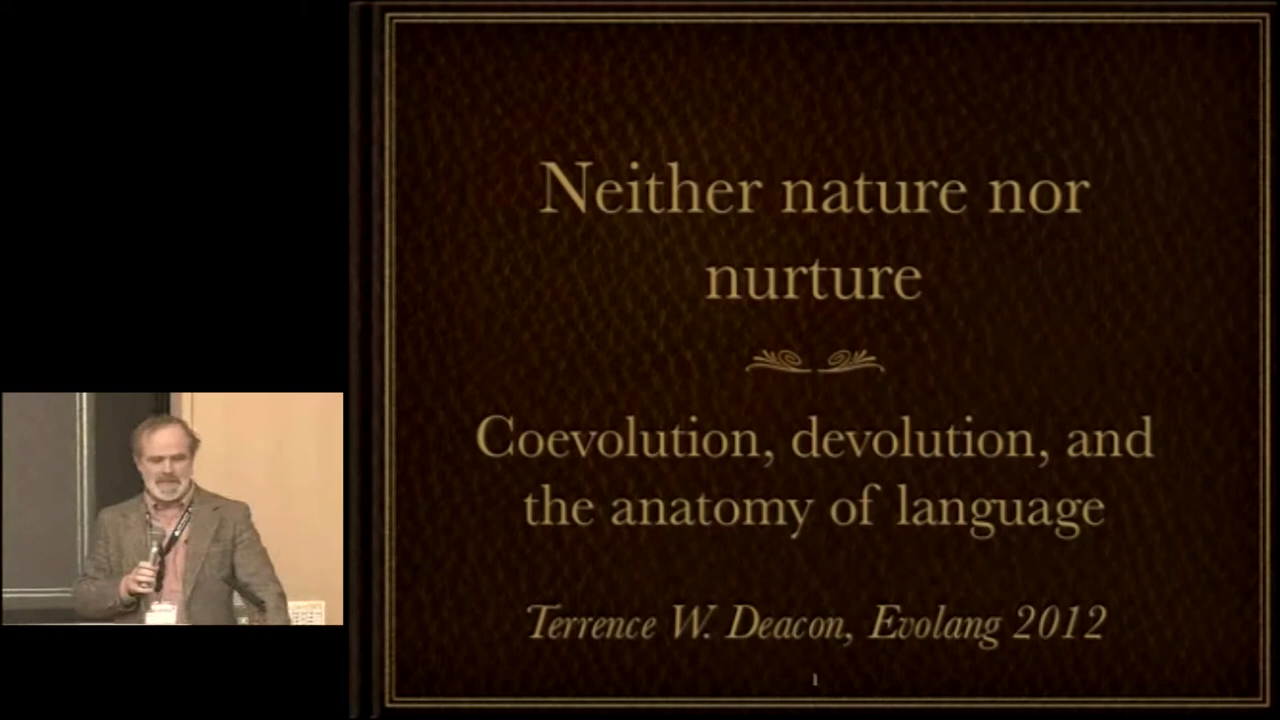 Neither nature nor
nurture
Coevolution, devolution, and
the anatomy of language
Terrence W. Deacon, Evolang 2012
1